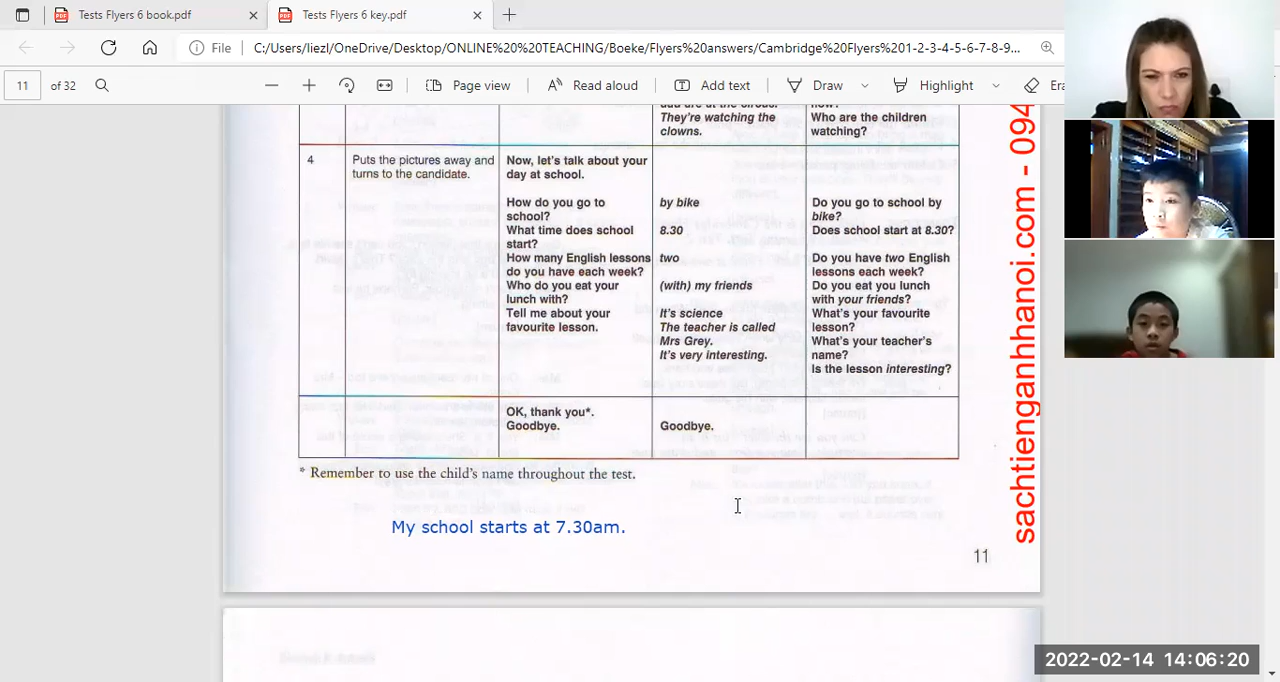 Tests Flyers 6 book.pdf
Tests Flyers 6 key.pdf
File
C:/Users/liezl/OneDrive/Desktop/ONLINE%20%20TEACHING/Boeke/Flyers%20answers/Cambridge%20Flyers%201-2-3-4-5-6-7-8-9...
11 of 32
Page view
Read aloud
Add text
Draw
Highlight
Era
dad are at the circus.
They're watching the
clowns.
now?
Who are the children
watching?
4
Puts the pictures away and
turns to the candidate.
Now, let's talk about your
day at school.
How do you go to
school?
What time does school
start?
How many English lessons
do you have each week?
Who do you eat your
lunch with?
Tell me about your
favourite lesson.
by bike
8.30
two
(with) my friends
It's science
The teacher is called
Mrs Grey.
It's very interesting.
Do you go to school by
bike?
Does school start at 8.30?
Do you have two English
lessons each week?
Do you eat you lunch
with your friends?
What's your favourite
lesson?
What's your teacher's
name?
Is the lesson interesting?
OK, thank you*.
Goodbye.
Goodbye.
* Remember to use the child's name throughout the test.
My school starts at 7.30am.
11
sachtienganhhanoi.com - 094
2022-02-14 14:06:20